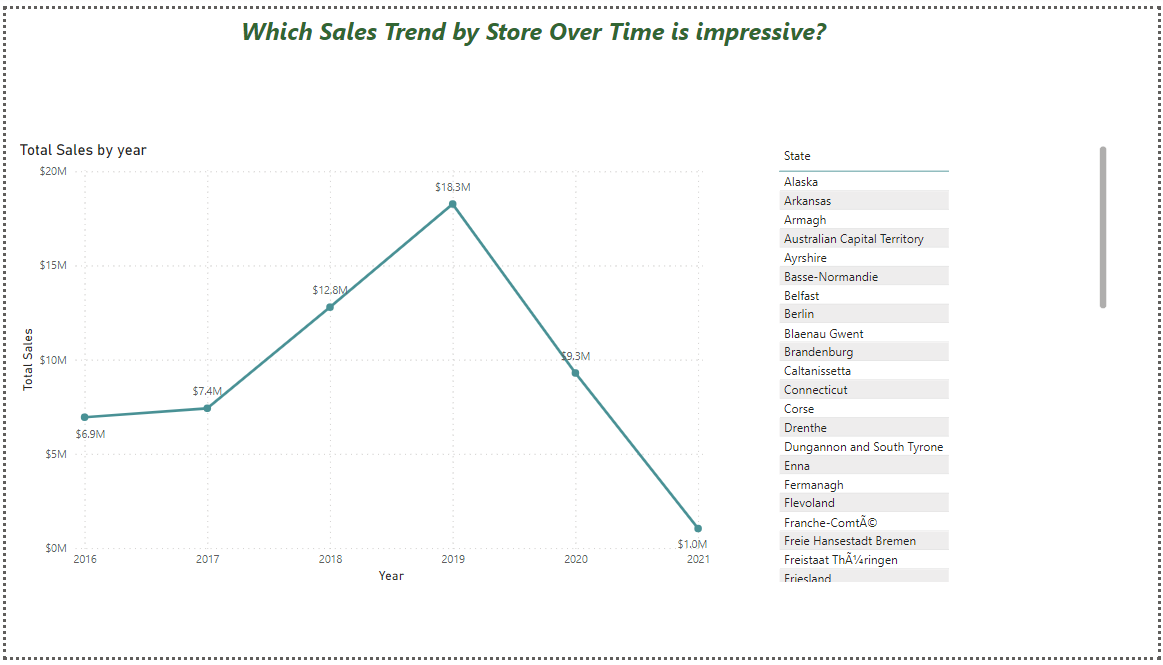 Which Sales Trend by Store Over Time is impressive?
Total Sales by year
$20M
$15M
$10M
$5M
$0M
Total Sales
$6.9M
$7.4M
$12.8M
$18.3M
$9.3M
$1.0M
2016 2017 2018 2019 2020 2021
Year
State
Alaska
Arkansas
Armagh
Australian Capital Territory
Ayrshire
Basse-Normandie
Belfast
Berlin
Blaenau Gwent
Brandenburg
Caltanissetta
Connecticut
Corse
Drenthe
Dungannon and South Tyrone
Enna
Fermanagh
Flevoland
Franche-ComtÃ©
Freie Hansestadt Bremen
Freistaat ThÃ¼ringen
Friesland